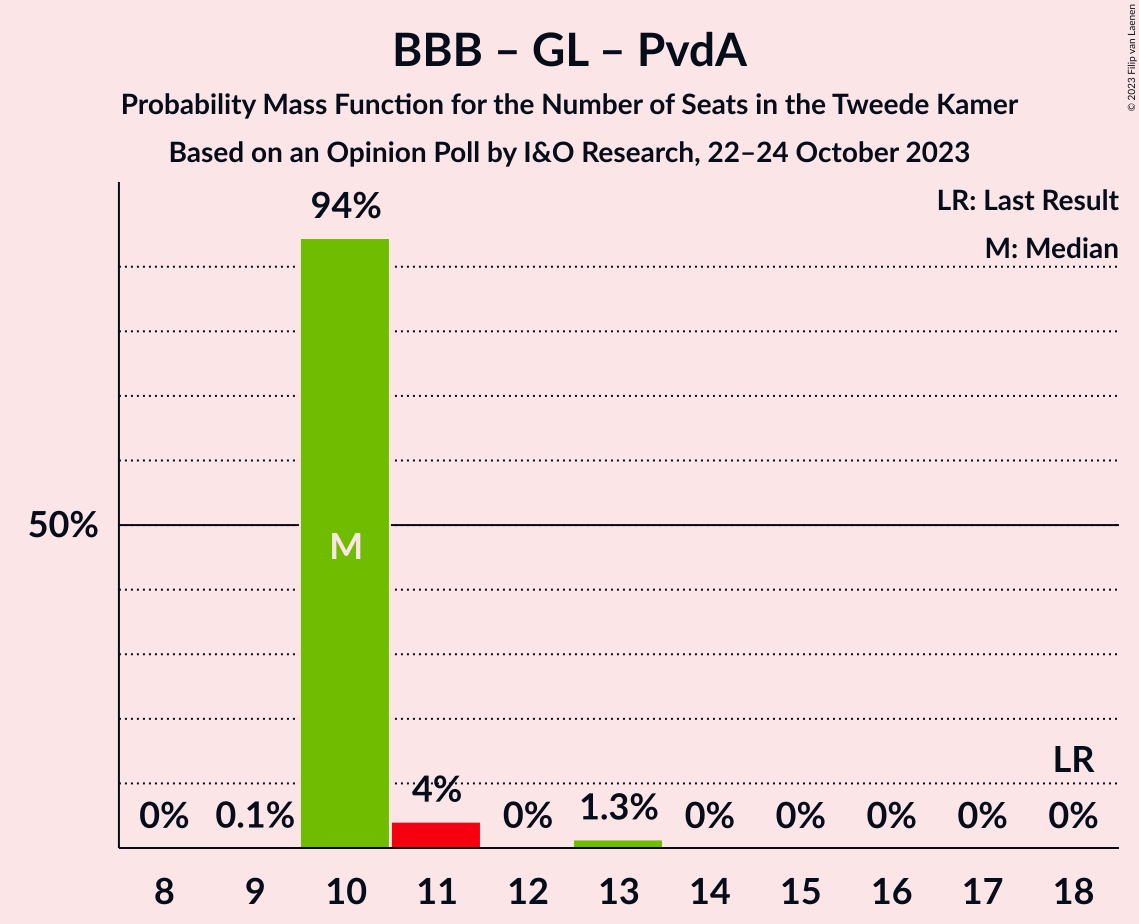 BBB – GL – PvdA
Probability Mass Function for the Number of Seats in the Tweede Kamer
Based on an Opinion Poll by I&O Research, 22–24 October 2023
© 2023 Filip van Laenen
LR: Last Result
M: Median
94%
50%
M
LR
0% 0.1% 4% 0% 1.3% 0% 0% 0% 0% 0%
8 9 10 11 12 13 14 15 16 17 18